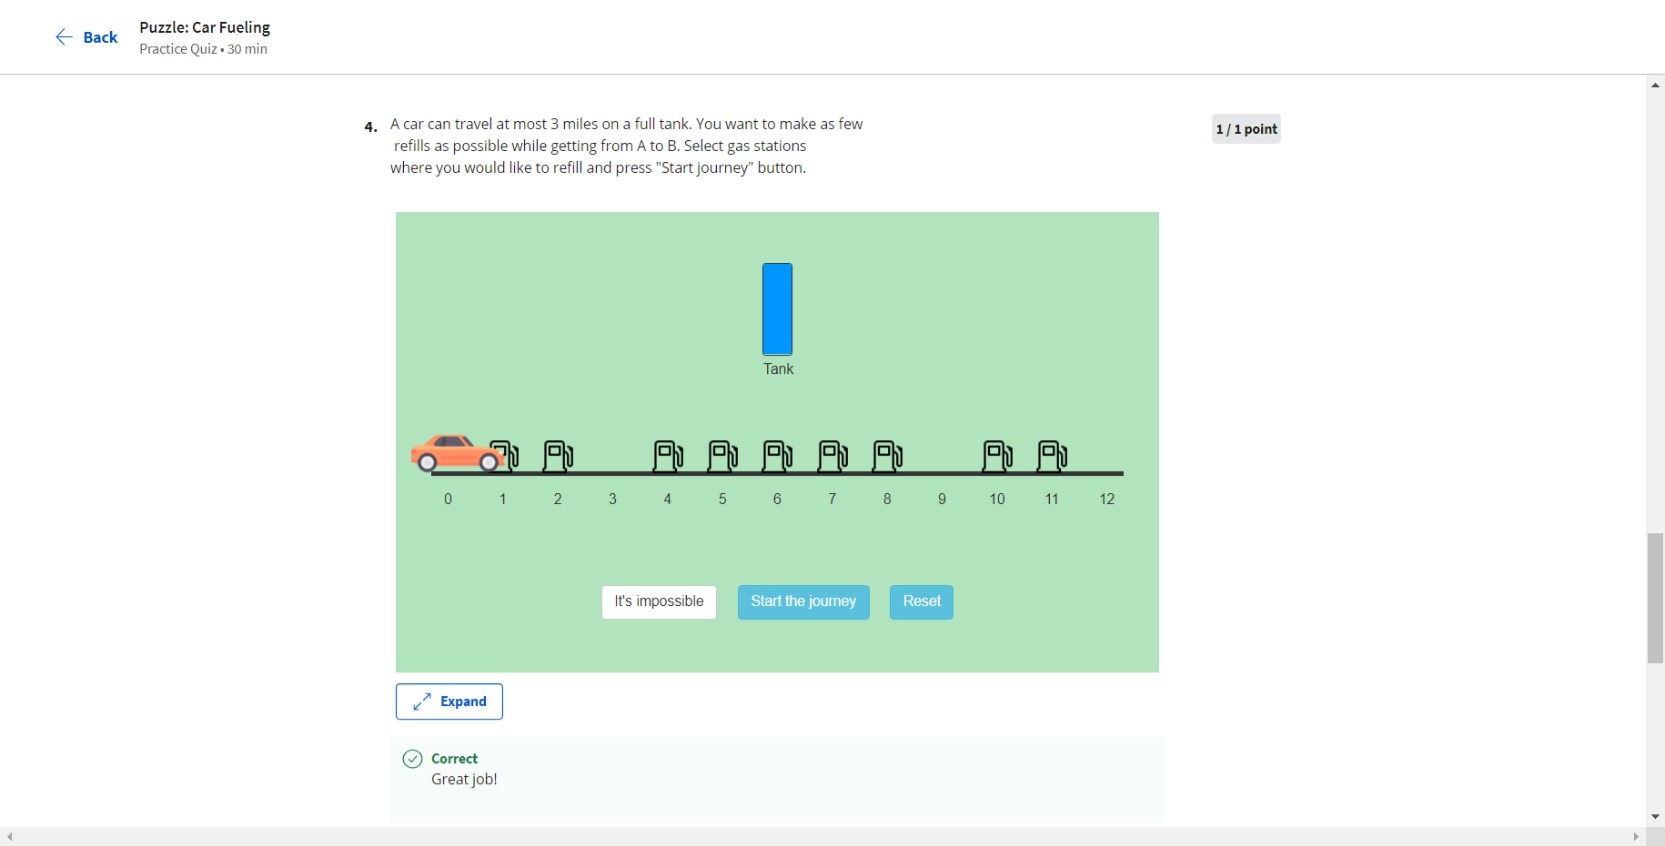 Back
Puzzle: Car Fueling
Practice Quiz • 30 min
4. A car can travel at most 3 miles on a full tank. You want to make as few
refills as possible while getting from A to B. Select gas stations
where you would like to refill and press "Start journey" button.
1 / 1 point
Tank
0 1 2 3 4 5 6 7 8 9 10 11 12
It's impossible Start the journey Reset
Expand
Correct
Great job!